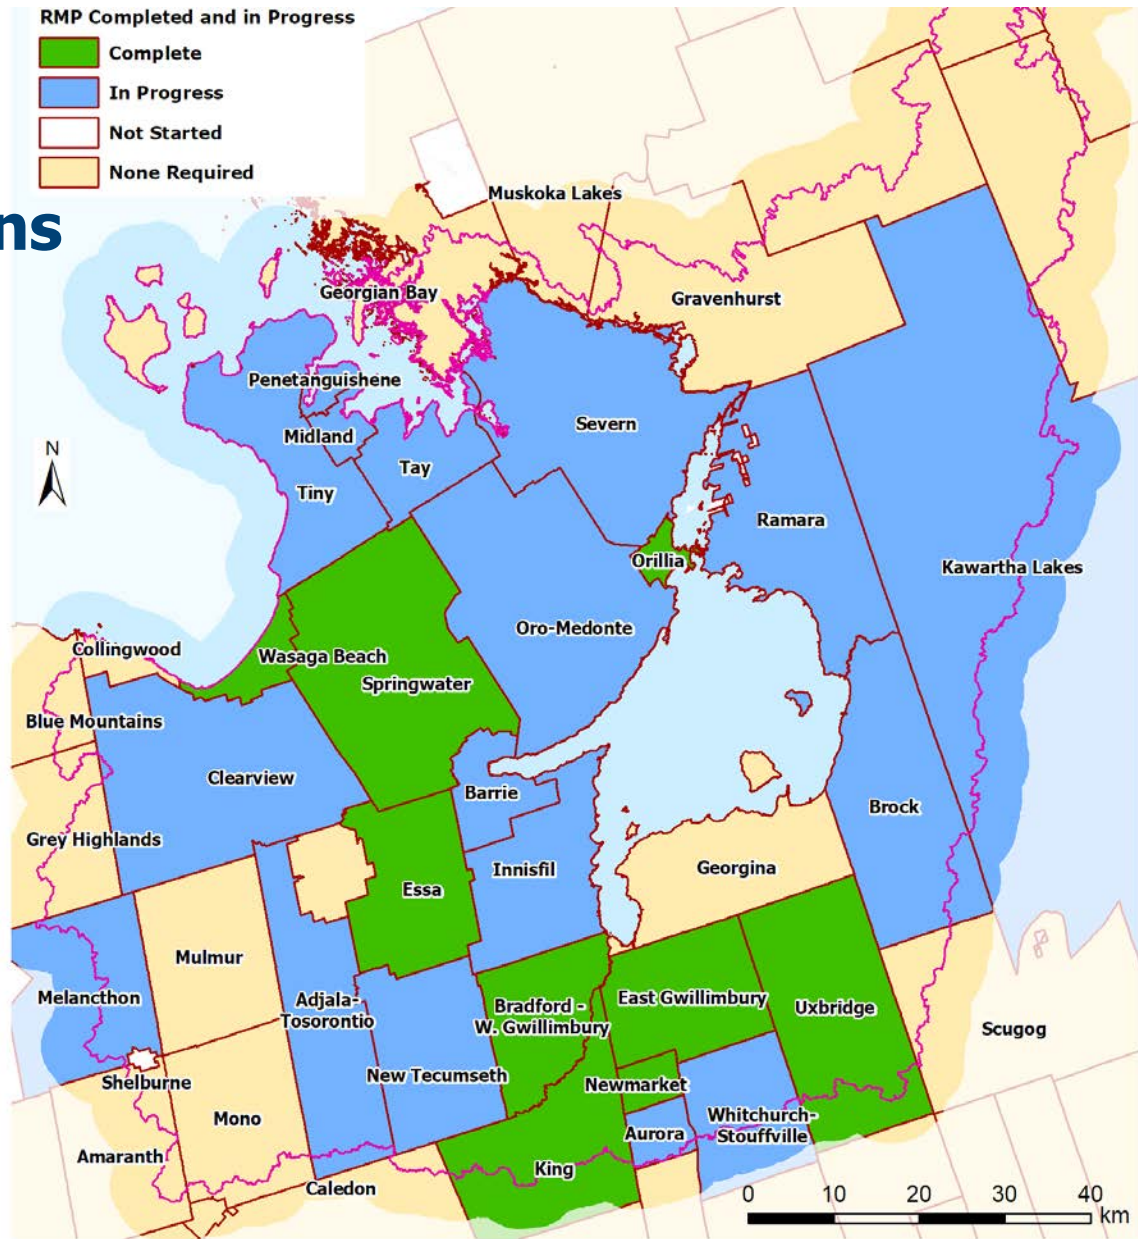 RMP Completed and in Progress
Complete
In Progress
Not Started
None Required
ns
Muskoka Lakes
Georgian Bay
Gravenhurst
Penetanguishene
Severn
Midland
Tay
N
Tiny
Ramara
Orillia
Kawartha Lakes
Oro-Medonte
Collingwood
Wasaga Beach
Springwater
Blue Mountains
Clearview
Barrie
Brock
Grey Highlands
Innisfil
Georgina
Essa
Mulmur
Melancthon
Adjala-
Tosorontio
Bradford -
W. Gwillimbury
East Gwillimbury
Uxbridge
Scugog
Shelburne
New Tecumseth
Newmarket
Mono
Whitchurch-
Stouffville
Aurora
Amaranth
King
Caledon
0 10 20 30 40
km